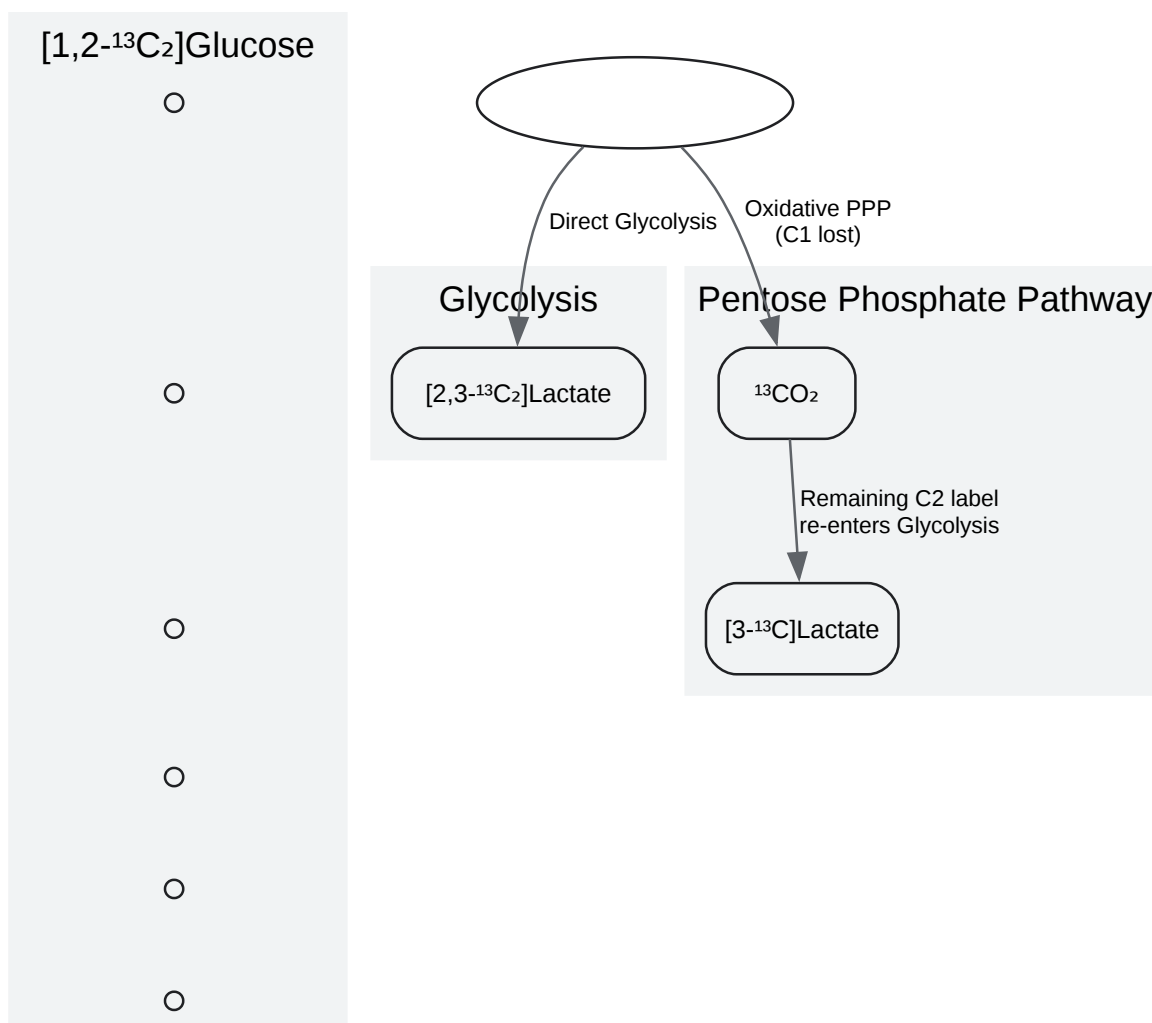 [1,2-¹³C₂]Glucose
Direct Glycolysis
Oxidative PPP
(C1 lost)
Glycolysis
Pentose Phosphate Pathway
[2,3-¹³C₂]Lactate
¹³CO₂
Remaining C2 label
re-enters Glycolysis
[3-¹³C]Lactate